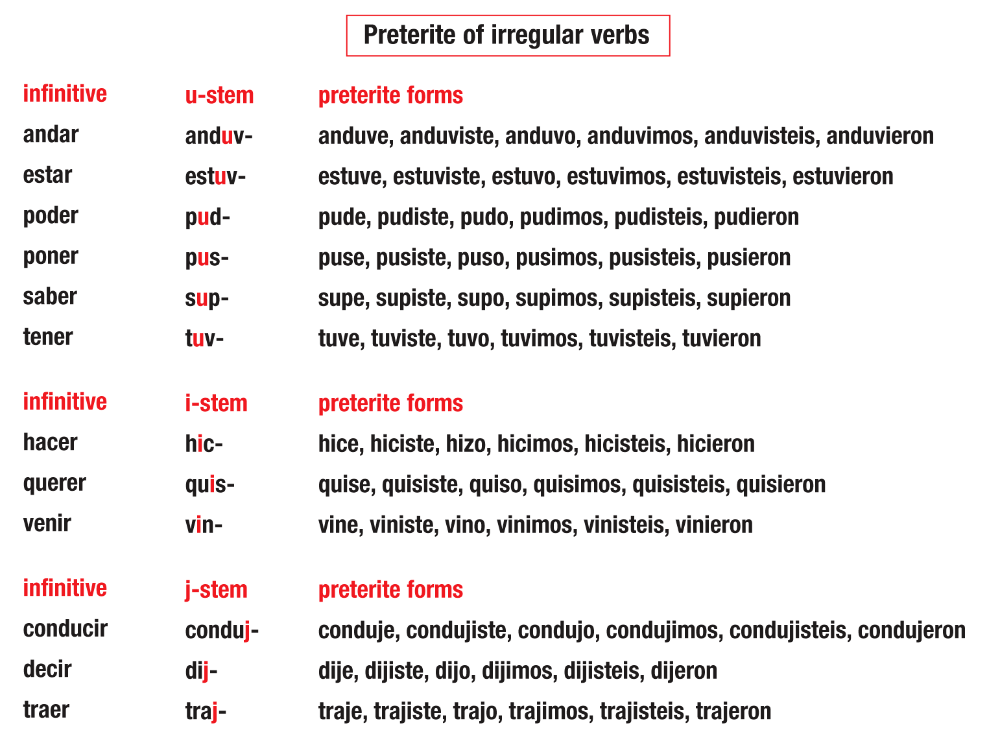 Preterite of irregular verbs
infinitive u-stem preterite forms
andar anduv- anduve, anduviste, anduvo, anduvimos, anduvisteis, anduvieron
estar estuv- estuve, estuviste, estuvo, estuvimos, estuvisteis, estuvieron
poder pud- pude, pudiste, pudo, pudimos, pudisteis, pudieron
poner pus- puse, pusiste, puso, pusimos, pusisteis, pusieron
saber sup- supe, supiste, supo, supimos, supisteis, supieron
tener tuv- tuve, tuviste, tuvo, tuvimos, tuvisteis, tuvieron
infinitive i-stem preterite forms
hacer hic- hice, hiciste, hizo, hicimos, hicisteis, hicieron
querer quis- quise, quisiste, quiso, quisimos, quisisteis, quisieron
venir vin- vine, viniste, vino, vinimos, vinisteis, vinieron
infinitive j-stem preterite forms
conducir conduj- conduje, condujiste, condujo, condujimos, condujisteis, condujeron
decir dij- dije, dijiste, dijo, dijimos, dijisteis, dijeron
traer traj- traje, trajiste, trajo, trajimos, trajisteis, trajeron